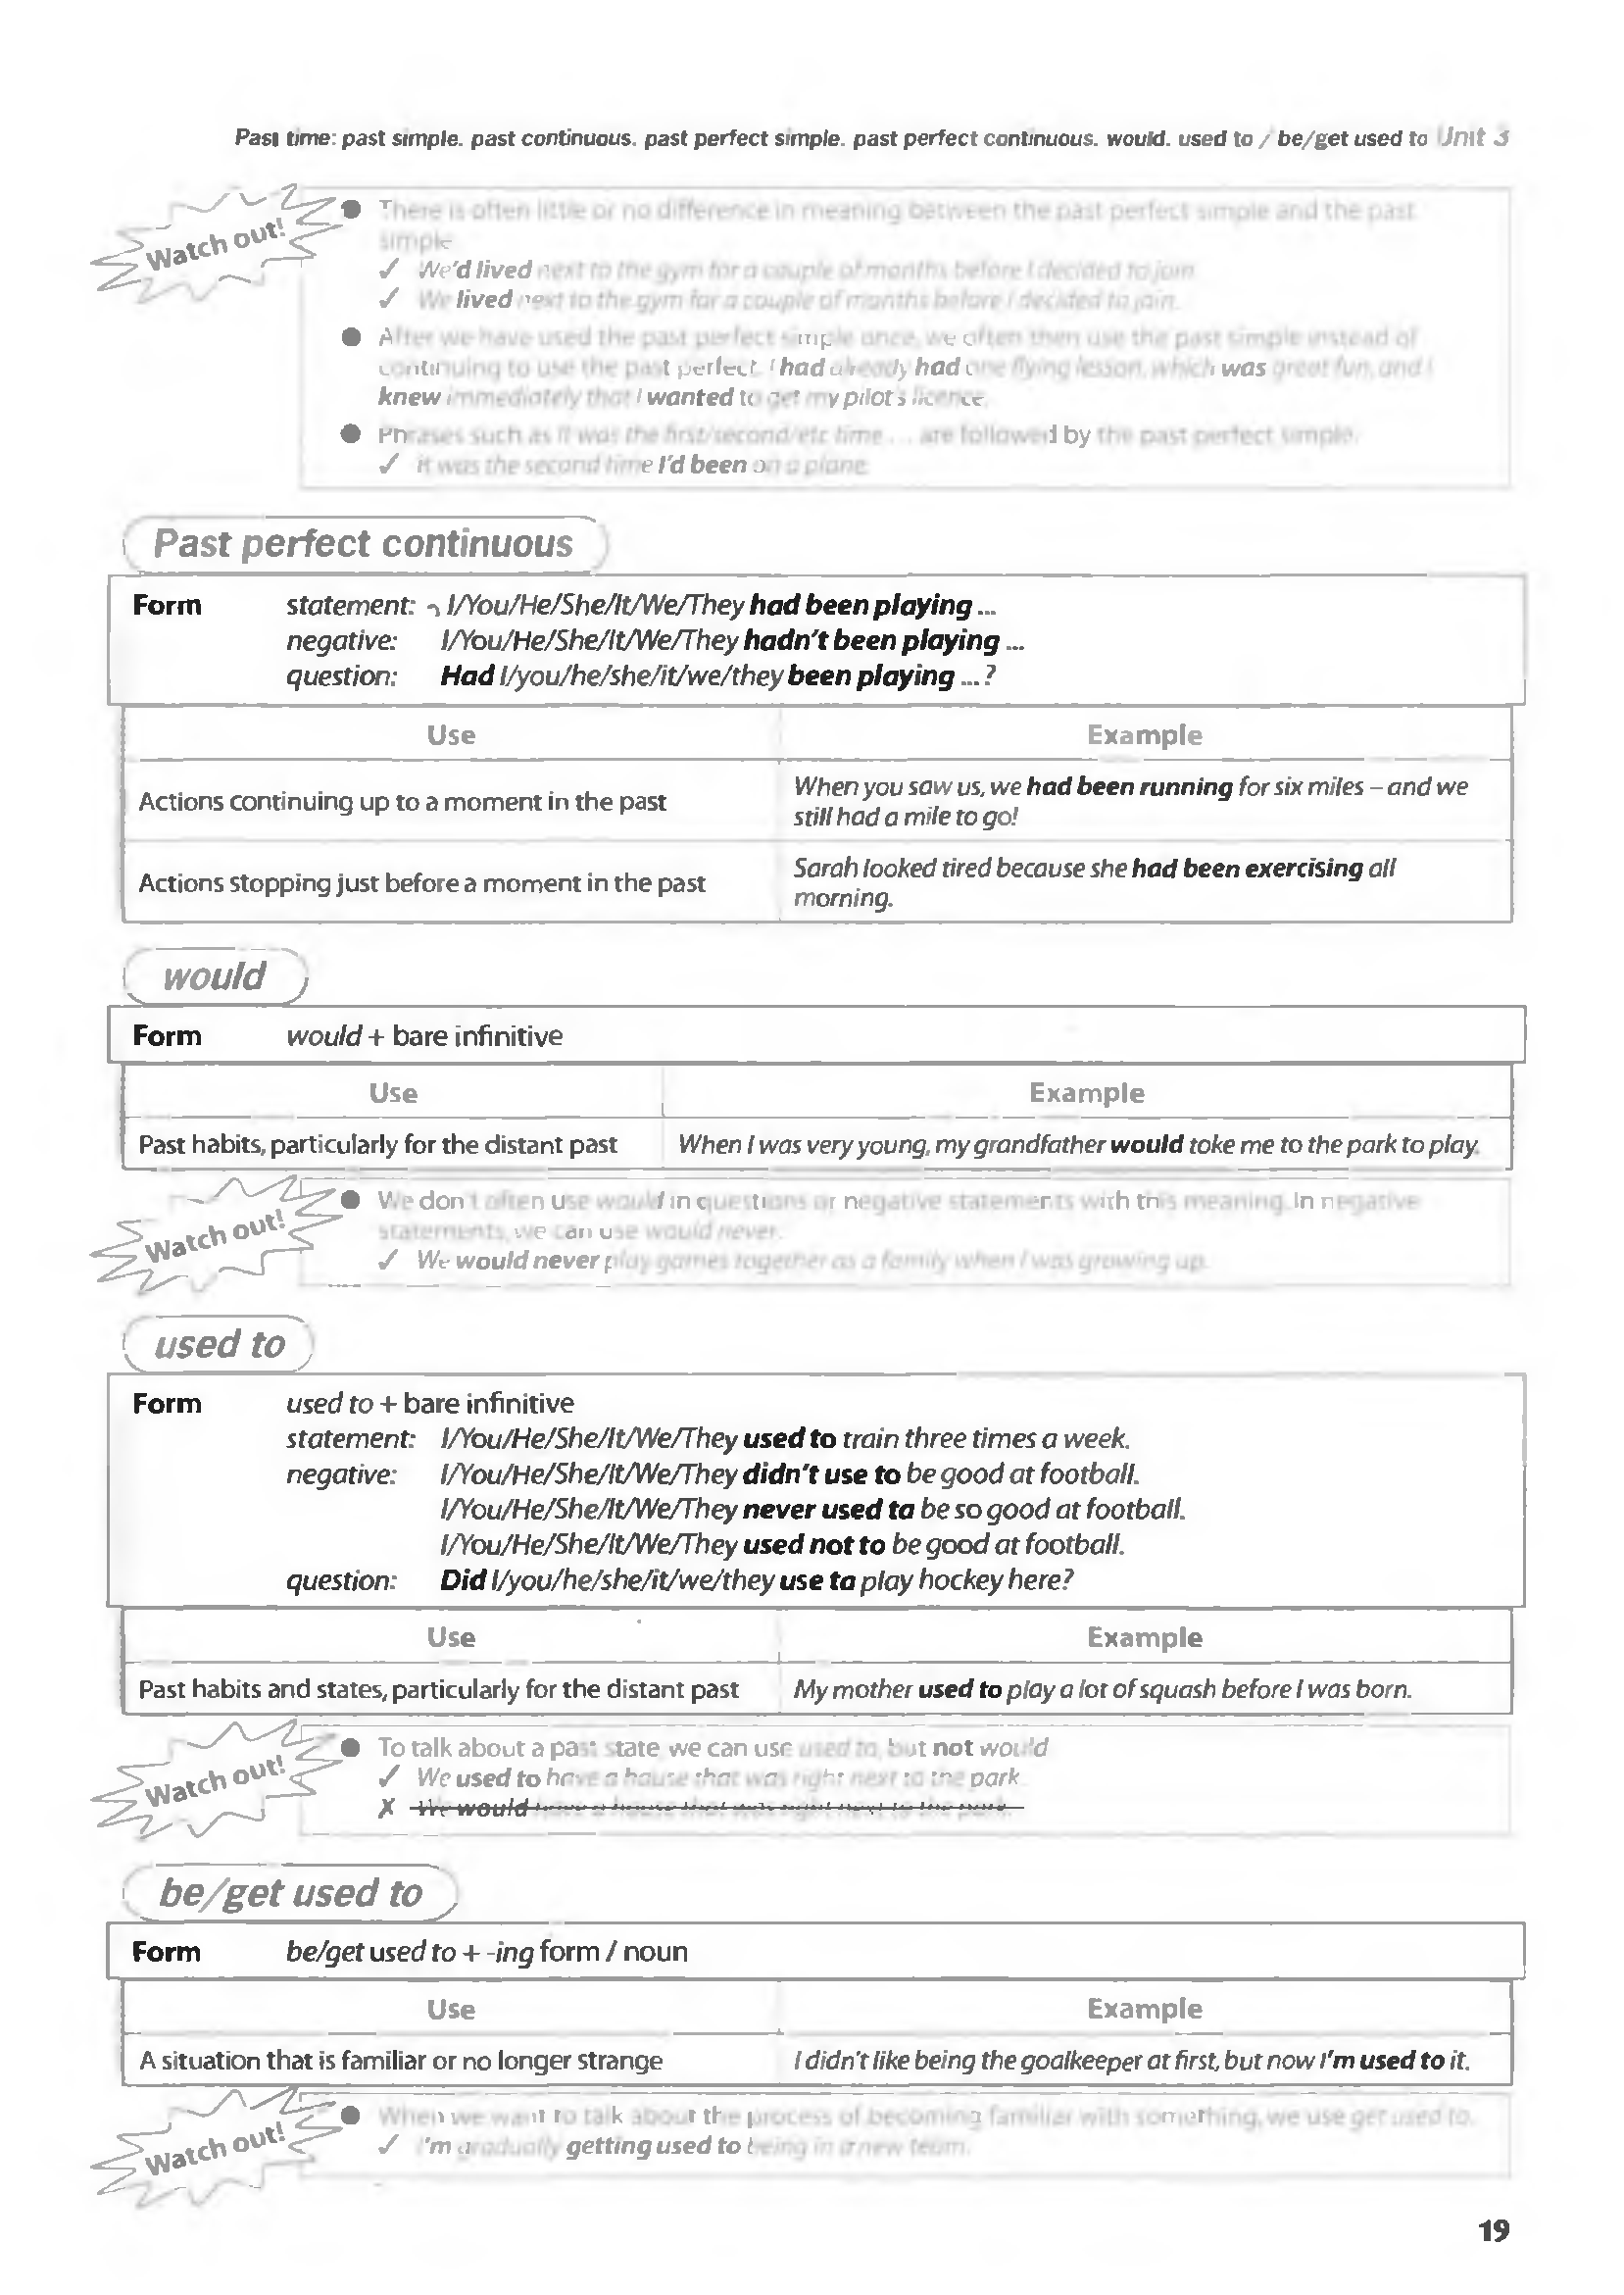 Past time: past simple. past continuous. past perfect simple. past perfect continuous. would. used to / be/get used to Unit 3
Watch out!
● There is often little or no difference in meaning between the past perfect simple and the past
simple
✓ We'd lived next to the gym for a couple of months before I decided to join
✓ We lived next to the gym for a couple of months before I decided to join.
● After we have used the past perfect simple once, we often then use the past simple instead of
continuing to use the past perfect. I had already had one flying lesson, which was great fun, and I
knew immediately that I wanted to get my pilot's licence.
● Phrases such as It was the first/second/etc time ... are followed by the past perfect simple.
✓ It was the second time I'd been on a plane.
Past perfect continuous
Form statement: I/You/He/She/It/We/They had been playing ...
negative: I/You/He/She/It/We/They hadn't been playing ...
question: Had I/you/he/she/it/we/they been playing ... ?
Use Example
Actions continuing up to a moment in the past When you saw us, we had been running for six miles – and we
still had a mile to go!
Actions stopping just before a moment in the past Sarah looked tired because she had been exercising all
morning.
would
Form would + bare infinitive
Use Example
Past habits, particularly for the distant past When I was very young, my grandfather would toke me to the park to play.
Watch out!
● We don't often use would in questions or negative statements with this meaning. In negative
statements, we can use would never.
✓ We would never play games together as a family when I was growing up.
used to
Form used to + bare infinitive
statement: I/You/He/She/It/We/They used to train three times a week.
negative: I/You/He/She/It/We/They didn't use to be good at football.
I/You/He/She/It/We/They never used ta be so good at football.
I/You/He/She/It/We/They used not to be good at football.
question: Did I/you/he/she/it/we/they use ta play hockey here?
Use Example
Past habits and states, particularly for the distant past My mother used to play a lot of squash before I was born.
Watch out!
● To talk about a past state we can use used to, but not would
✓ We used to have a house that was right next to the park
✗ We would have a house that was right next to the park
be/get used to
Form be/get used to + -ing form / noun
Use Example
A situation that is familiar or no longer strange I didn't like being the goalkeeper at first, but now I'm used to it.
Watch out!
● When we want to talk about the process of becoming familiar with something, we use get used to.
✓ I'm gradually getting used to being in a new team.
19